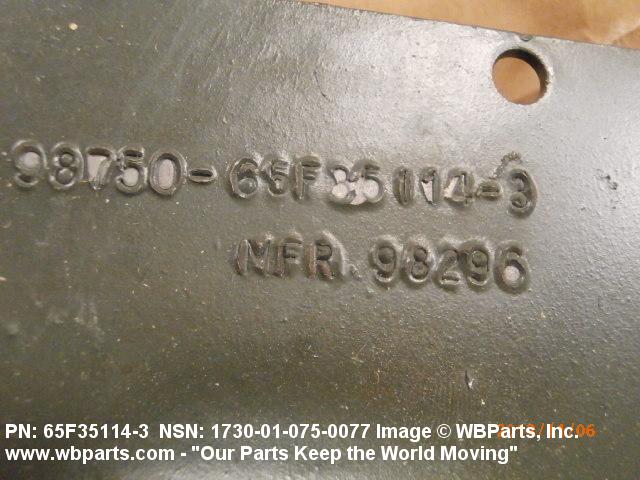 98750-65F35114-3
MFR. 98296
PN: 65F35114-3 NSN: 1730-01-075-0077 Image © WBParts, Inc.
www.wbparts.com - "Our Parts Keep the World Moving"